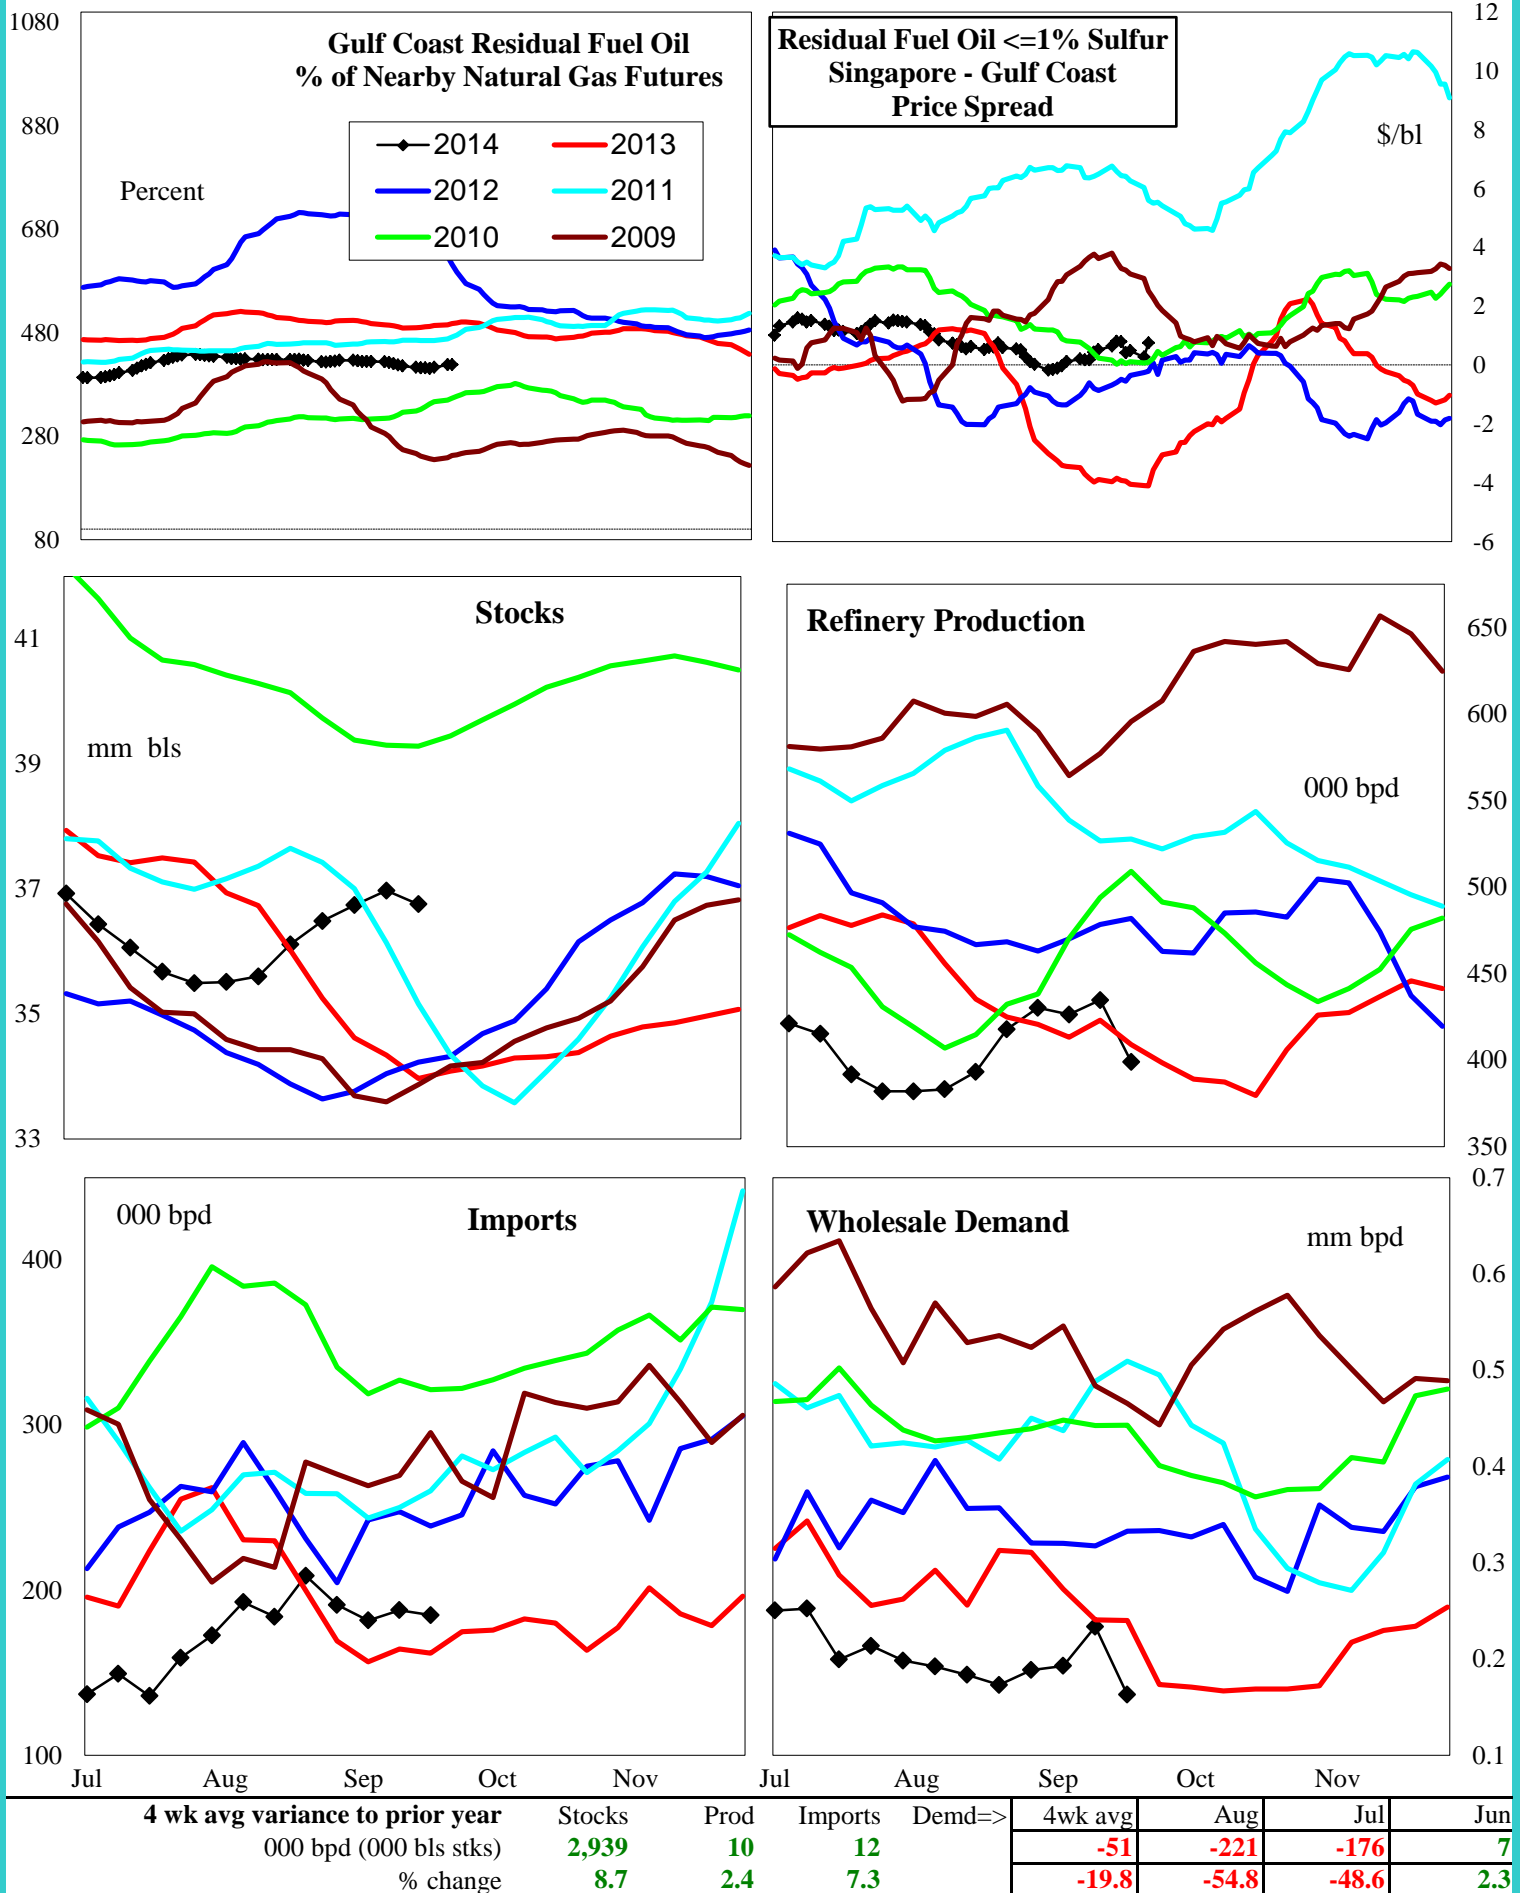 Gulf Coast Residual Fuel Oil
% of Nearby Natural Gas Futures
Percent
2014
2013
2012
2011
2010
2009
1080
880
680
480
280
80
Residual Fuel Oil <=1% Sulfur
Singapore - Gulf Coast
Price Spread
$/bl
12
10
8
6
4
2
0
-2
-4
-6
Stocks
mm bls
41
39
37
35
33
Refinery Production
000 bpd
650
600
550
500
450
400
350
Imports
000 bpd
400
300
200
100
Jul Aug Sep Oct Nov
Wholesale Demand
mm bpd
0.7
0.6
0.5
0.4
0.3
0.2
0.1
Jul Aug Sep Oct Nov
4 wk avg variance to prior year Stocks Prod Imports Demd=> 4wk avg Aug Jul Jun
000 bpd (000 bls stks) 2,939 10 12 -51 -221 -176 7
% change 8.7 2.4 7.3 -19.8 -54.8 -48.6 2.3